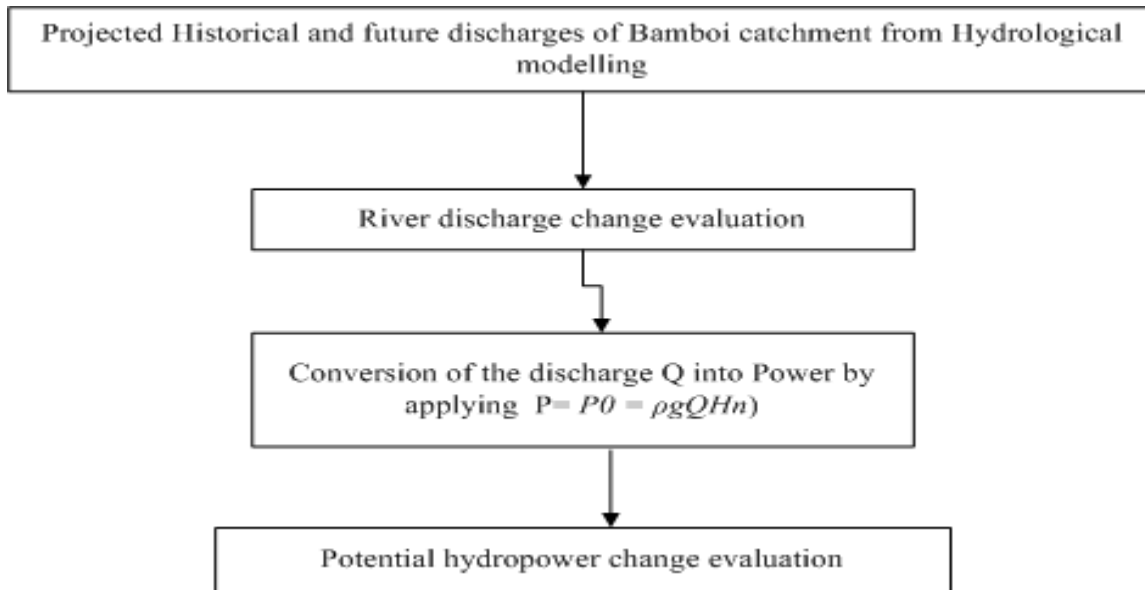 Projected Historical and future discharges of Bamboi catchment from Hydrological
modelling
River discharge change evaluation
Conversion of the discharge Q into Power by
applying P= P0 = ρgQHn)
Potential hydropower change evaluation